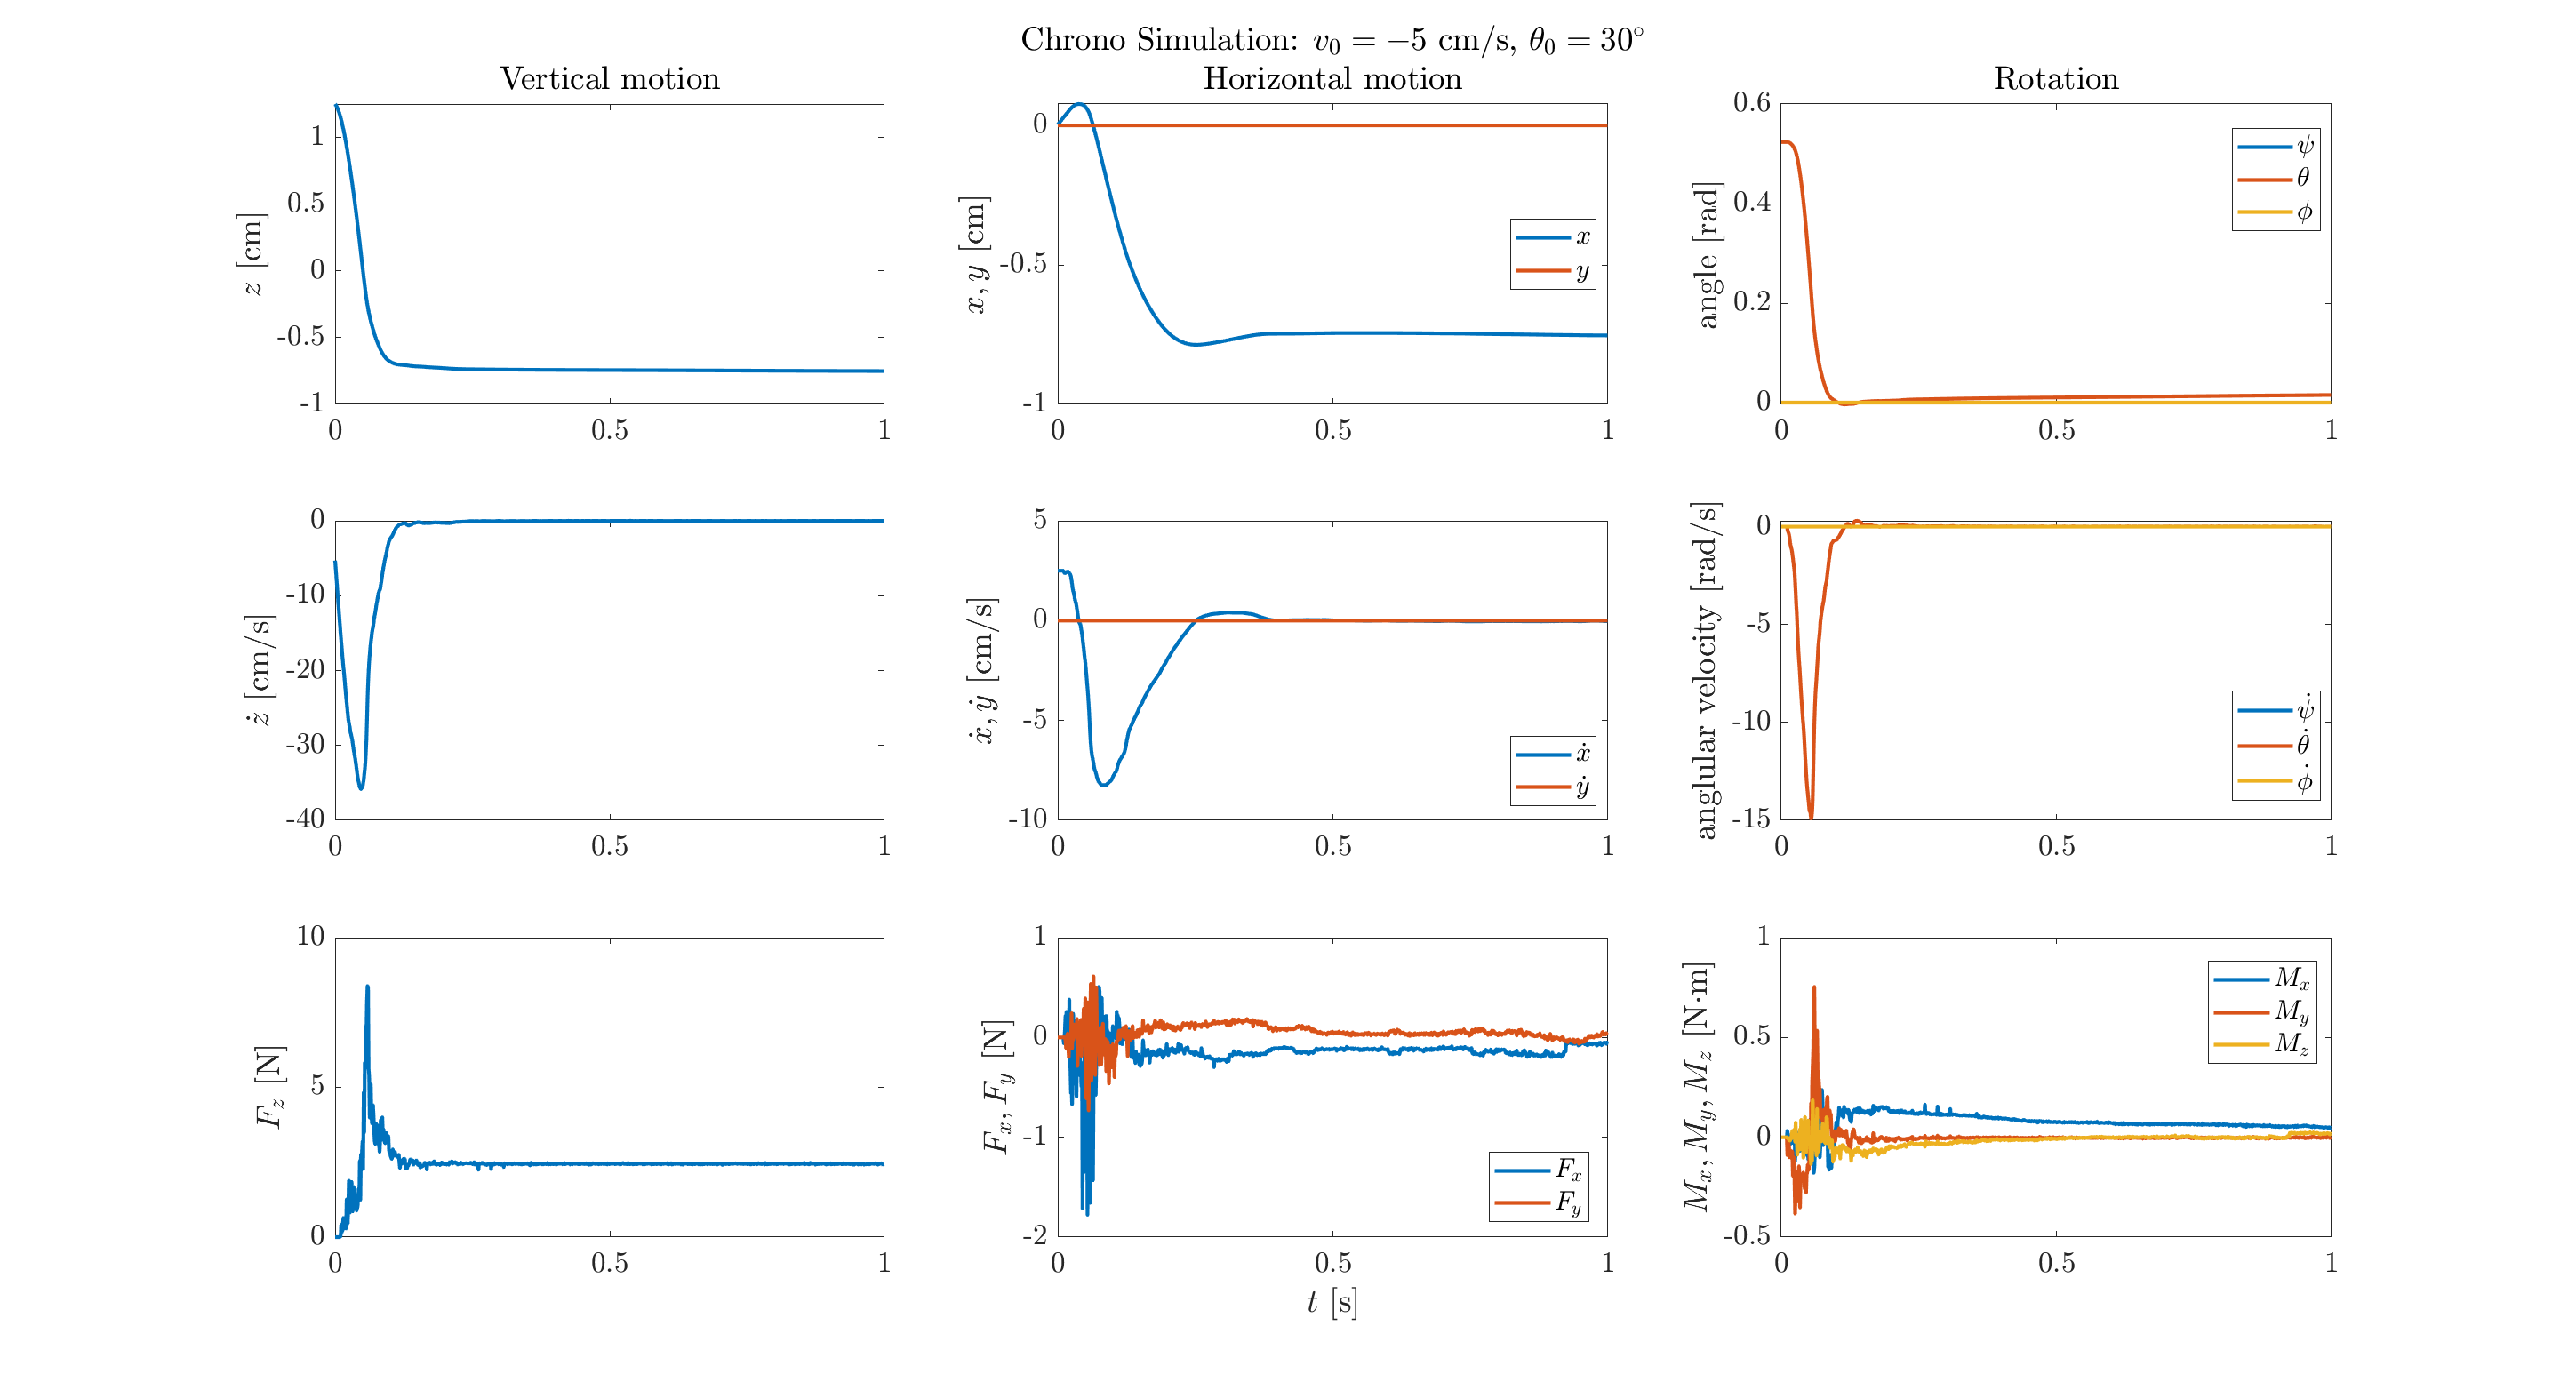 Chrono Simulation: v₀ = −5 cm/s, θ₀ = 30°
Vertical motion
Horizontal motion
Rotation
z [cm]
1
0.5
0
-0.5
-1
0 0.5 1
x, y [cm]
0
-0.5
-1
0 0.5 1
x
y
angle [rad]
0.6
0.4
0.2
0
0 0.5 1
ψ
θ
ϕ
ż [cm/s]
0
-10
-20
-30
-40
0 0.5 1
ẋ, ẏ [cm/s]
5
0
-5
-10
0 0.5 1
ẋ
ẏ
anglular velocity [rad/s]
0
-5
-10
-15
0 0.5 1
ψ̇
θ̇
ϕ̇
F_z [N]
10
5
0
0 0.5 1
F_x, F_y [N]
1
0
-1
-2
0 0.5 1
F_x
F_y
t [s]
M_x, M_y, M_z [N·m]
1
0.5
0
-0.5
0 0.5 1
M_x
M_y
M_z